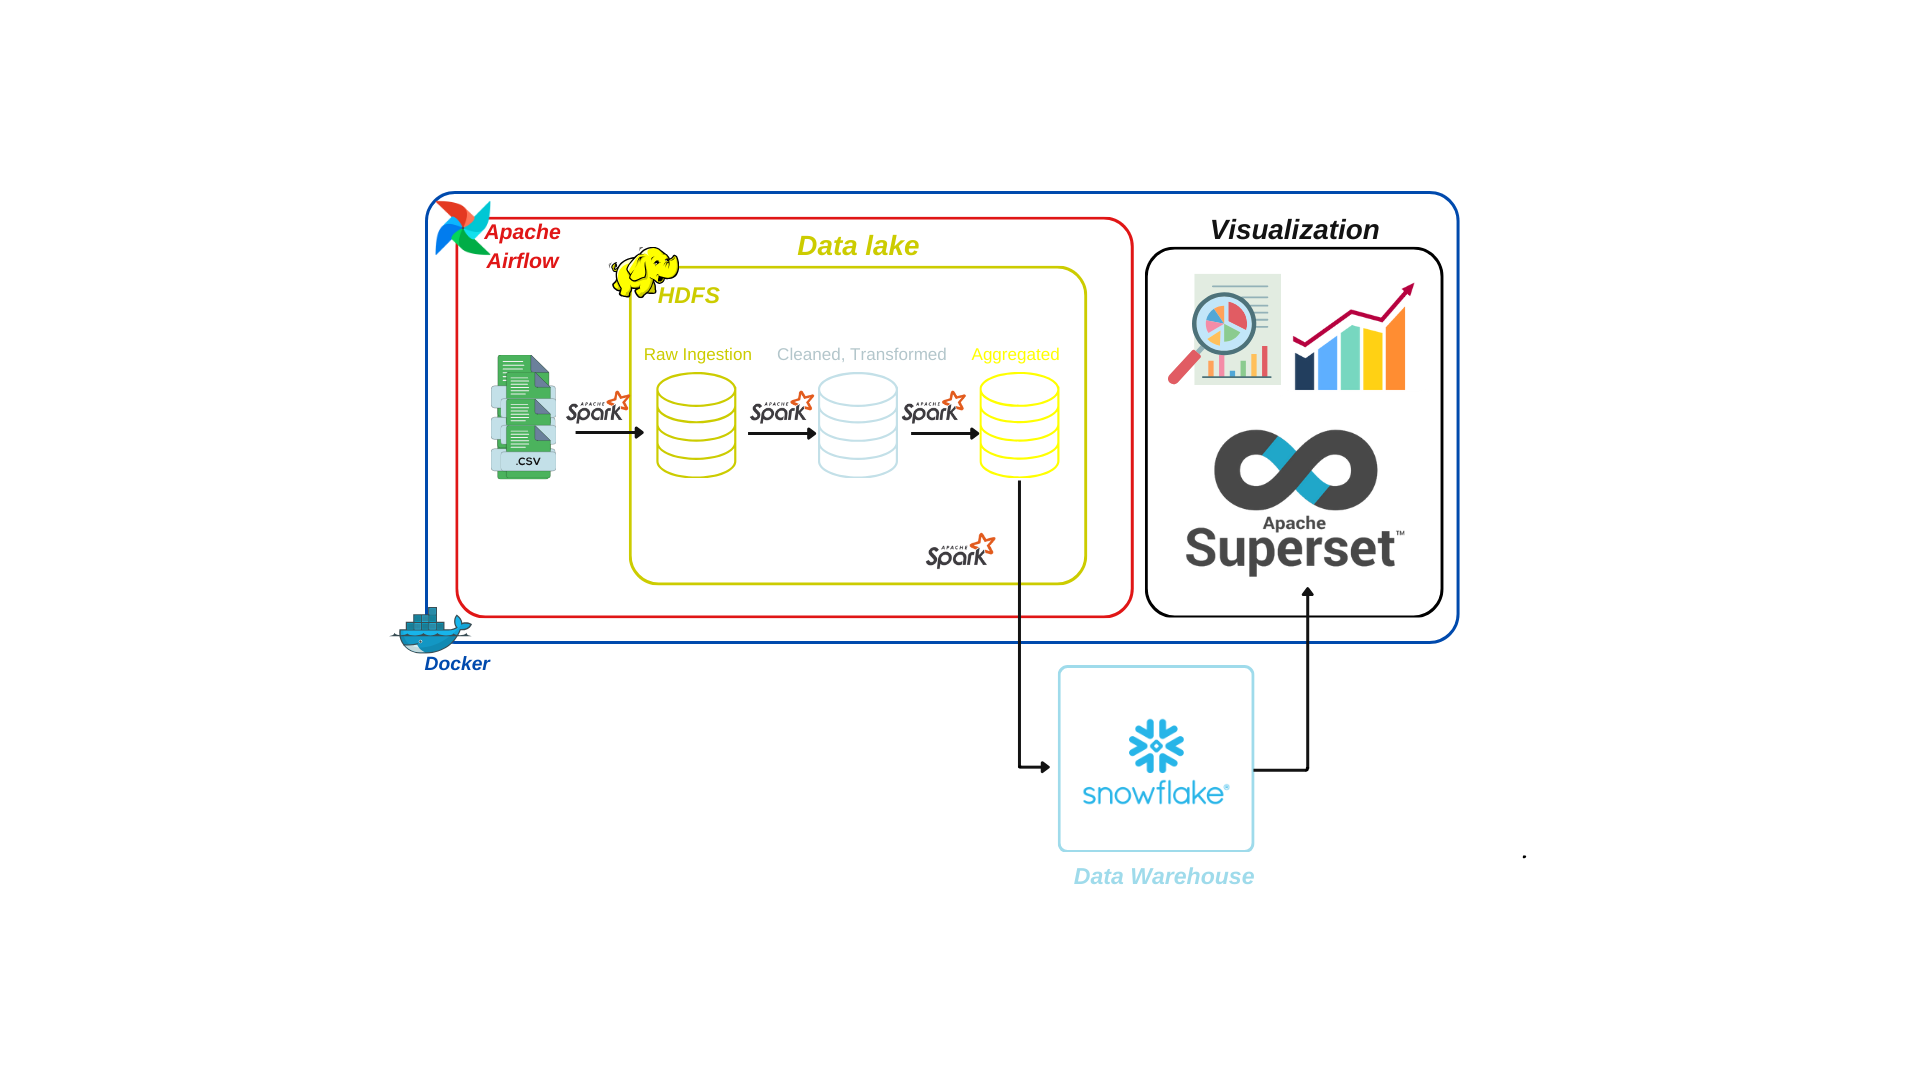 Apache
Airflow
Data lake
Visualization
HDFS
Raw Ingestion
Cleaned, Transformed
Aggregated
APACHE
Spark
APACHE
Spark
APACHE
Spark
.CSV
Apache
Superset™
APACHE
Spark
Docker
snowflake®
Data Warehouse
.